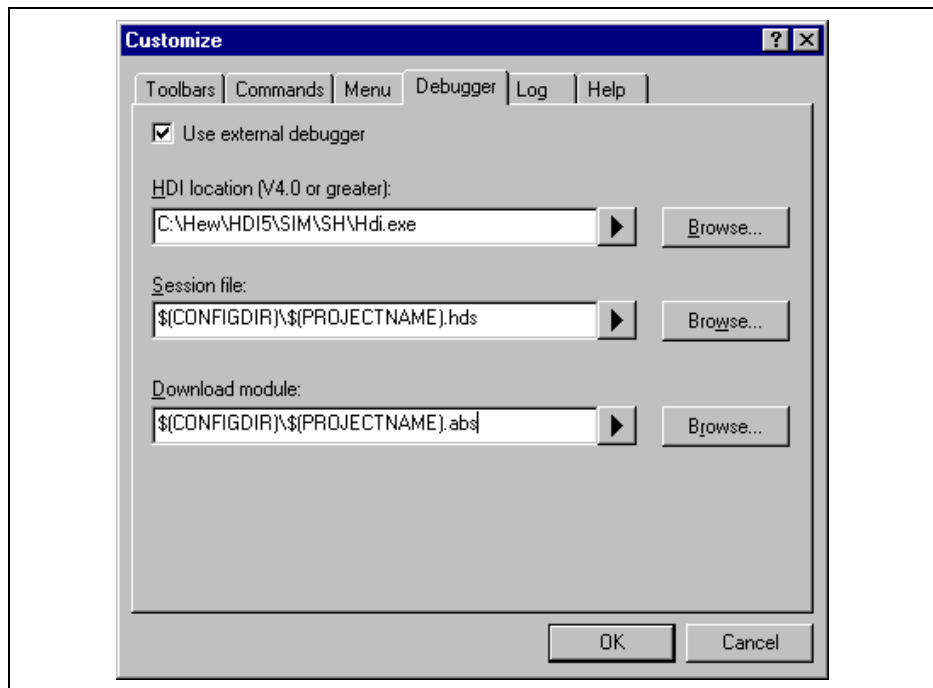 Customize
Toolbars Commands Menu Debugger Log Help
Use external debugger
HDI location (V4.0 or greater):
C:\Hew\HDI5\SIM\SH\Hdi.exe Browse...
Session file:
$(CONFIGDIR)\$(PROJECTNAME).hds Browse...
Download module:
$(CONFIGDIR)\$(PROJECTNAME).abs Browse...
OK Cancel